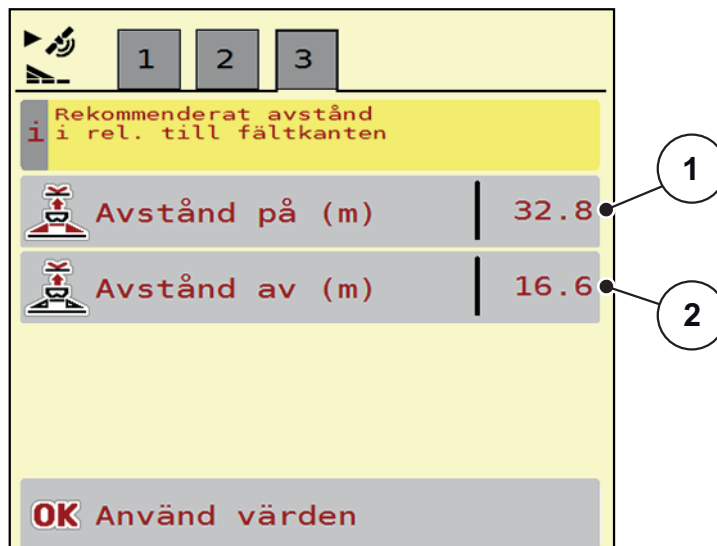 1 2 3
i Rekommenderat avstånd
i rel. till fältkanten
Avstånd på (m) 32.8
1
Avstånd av (m) 16.6
2
OK Använd värden